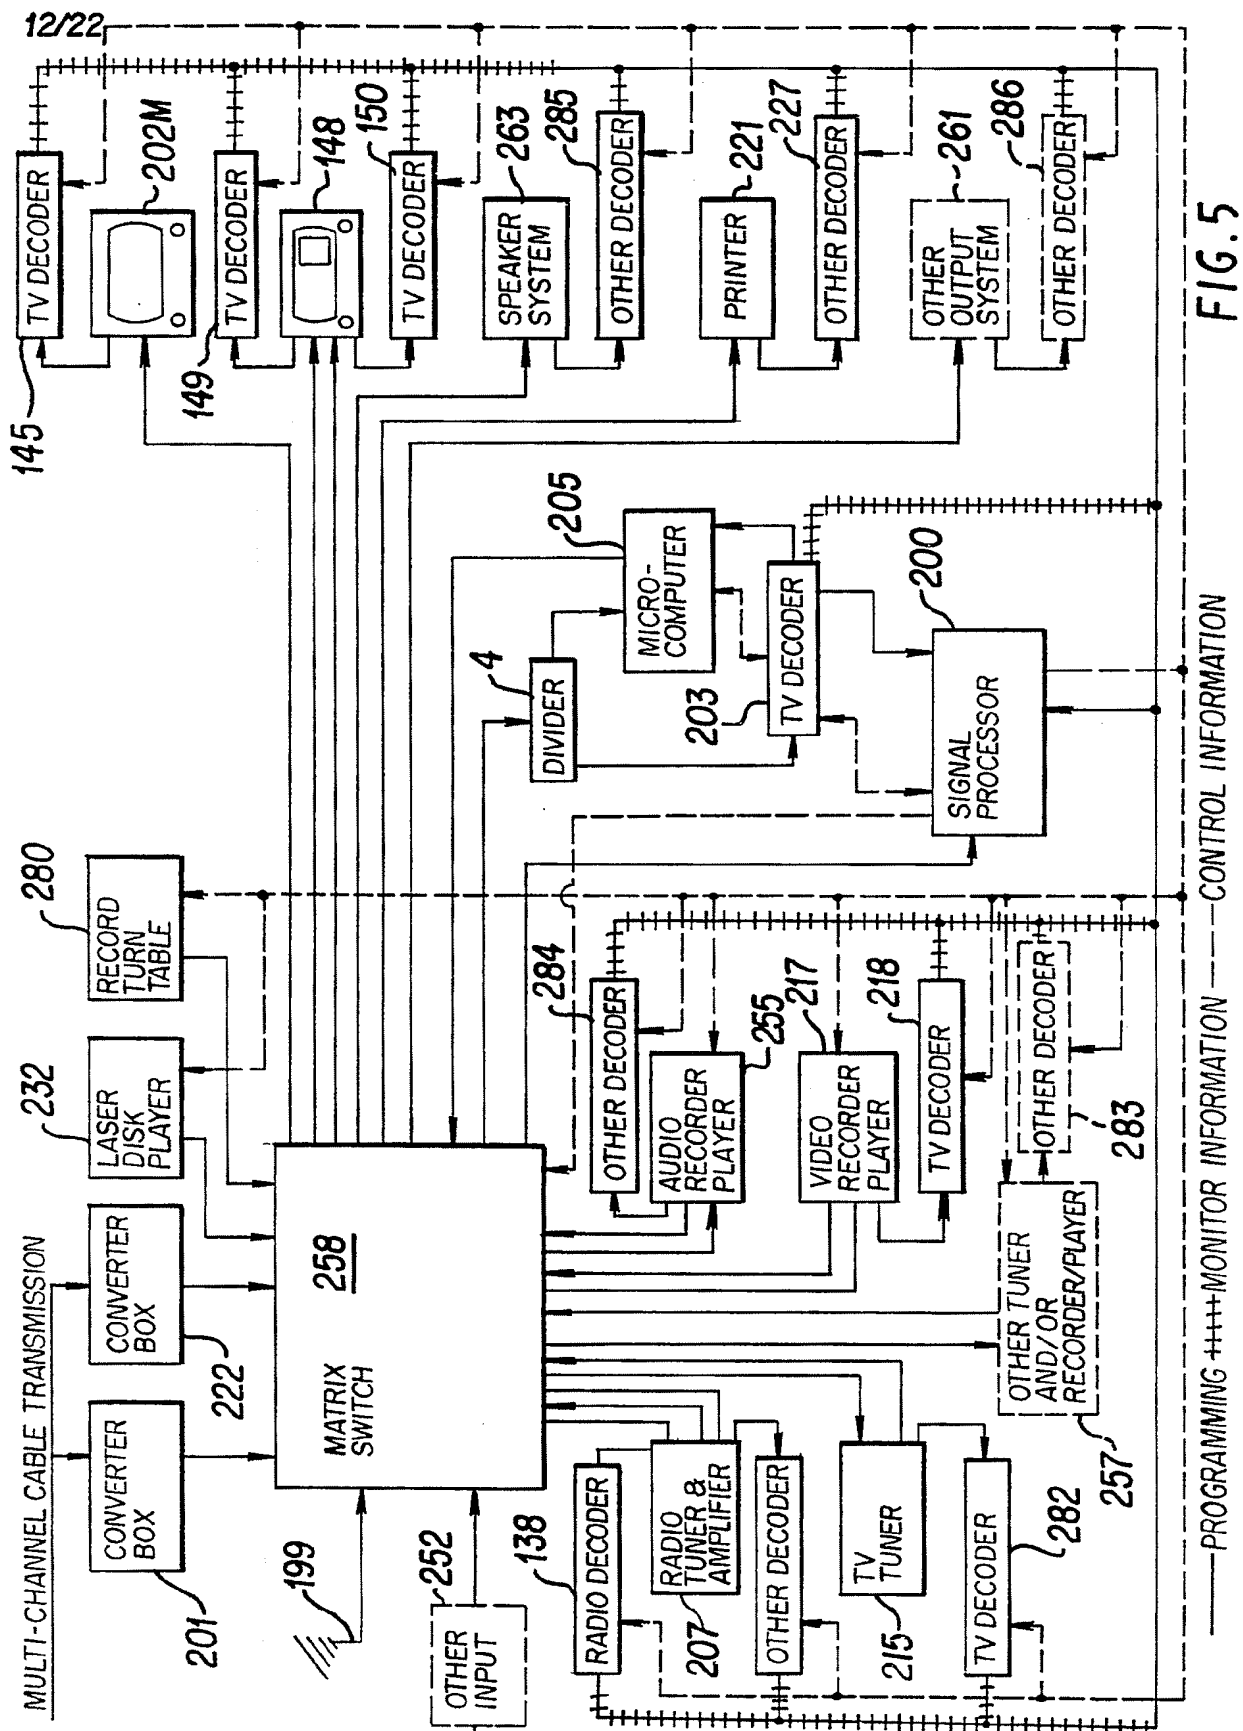 12/22
MULTI-CHANNEL CABLE TRANSMISSION
CONVERTER
BOX
201
CONVERTER
BOX
222
LASER
DISK
PLAYER
232
RECORD
TURN
TABLE
280
199
OTHER
INPUT
252
MATRIX
SWITCH
258
TV DECODER
145
202M
TV DECODER
149
148
TV DECODER
150
SPEAKER
SYSTEM
263
OTHER DECODER
285
PRINTER
221
OTHER DECODER
227
OTHER
OUTPUT
SYSTEM
261
OTHER DECODER
286
DIVIDER
4
MICRO-
COMPUTER
205
TV DECODER
203
SIGNAL
PROCESSOR
200
RADIO DECODER
138
RADIO
TUNER &
AMPLIFIER
207
OTHER DECODER
TV
TUNER
215
TV DECODER
282
OTHER DECODER
284
AUDIO
RECORDER
PLAYER
255
VIDEO
RECORDER
PLAYER
217
TV DECODER
218
OTHER TUNER
AND/OR
RECORDER/PLAYER
257
OTHER DECODER
283
PROGRAMMING MONITOR INFORMATION CONTROL INFORMATION
FIG. 5